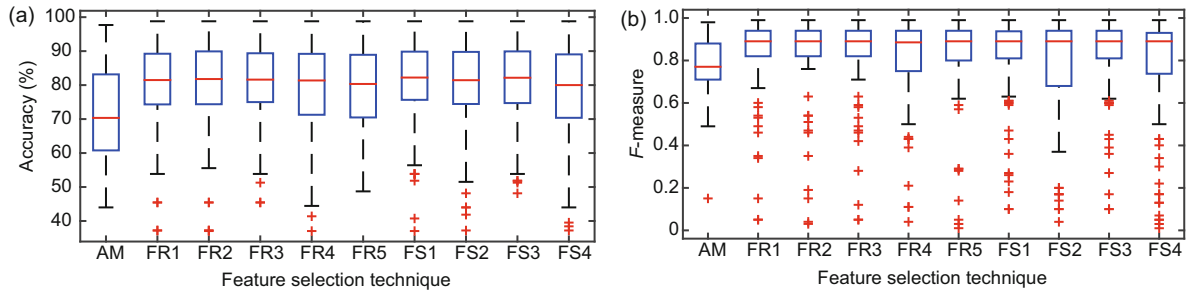 (a)
Accuracy (%)
100
90
80
70
60
50
40
AM FR1 FR2 FR3 FR4 FR5 FS1 FS2 FS3 FS4
Feature selection technique
(b)
F-measure
1.0
0.8
0.6
0.4
0.2
0
AM FR1 FR2 FR3 FR4 FR5 FS1 FS2 FS3 FS4
Feature selection technique